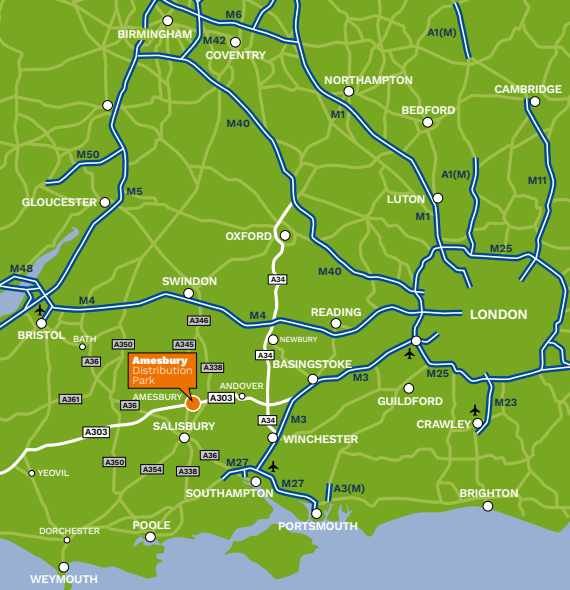 M6
BIRMINGHAM
M42
COVENTRY
A1(M)
NORTHAMPTON
CAMBRIDGE
M40
M1
BEDFORD
M50
A1(M)
M5
M11
GLOUCESTER
LUTON
M1
OXFORD
M25
M48
M40
A34
SWINDON
M4
M4
READING
LONDON
A346
BRISTOL
BATH
A350
A345
NEWBURY
A36
Amesbury
Distribution
Park
A338
A34
BASINGSTOKE
M3
M25
AMESBURY
ANDOVER
A303
GUILDFORD
M23
A361
A36
A34
M3
CRAWLEY
SALISBURY
A303
WINCHESTER
A36
A350
A354
A338
M27
YEOVIL
M27
A3(M)
SOUTHAMPTON
BRIGHTON
PORTSMOUTH
DORCHESTER
POOLE
WEYMOUTH